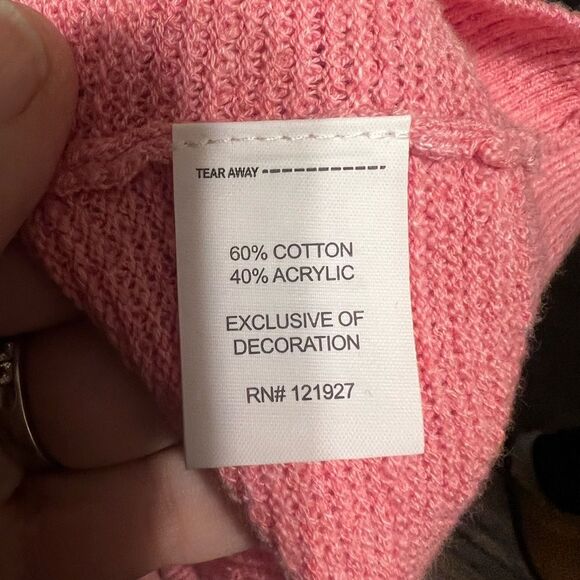 TEAR AWAY --------------
60% COTTON
40% ACRYLIC
EXCLUSIVE OF
DECORATION
RN# 121927